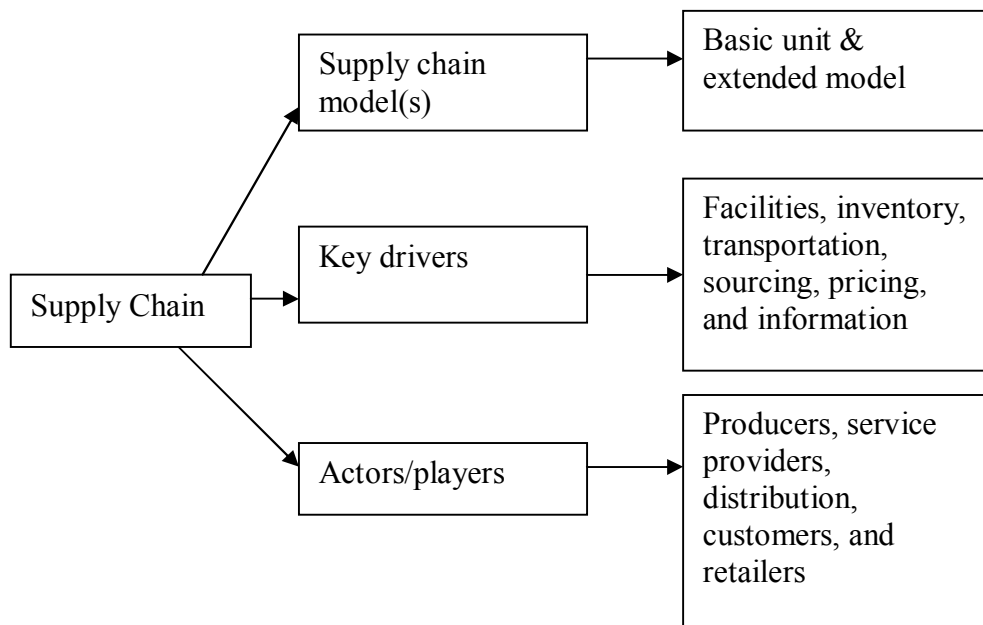 Supply Chain
Supply chain
model(s)
Basic unit &
extended model
Key drivers
Facilities, inventory,
transportation,
sourcing, pricing,
and information
Actors/players
Producers, service
providers,
distribution,
customers, and
retailers